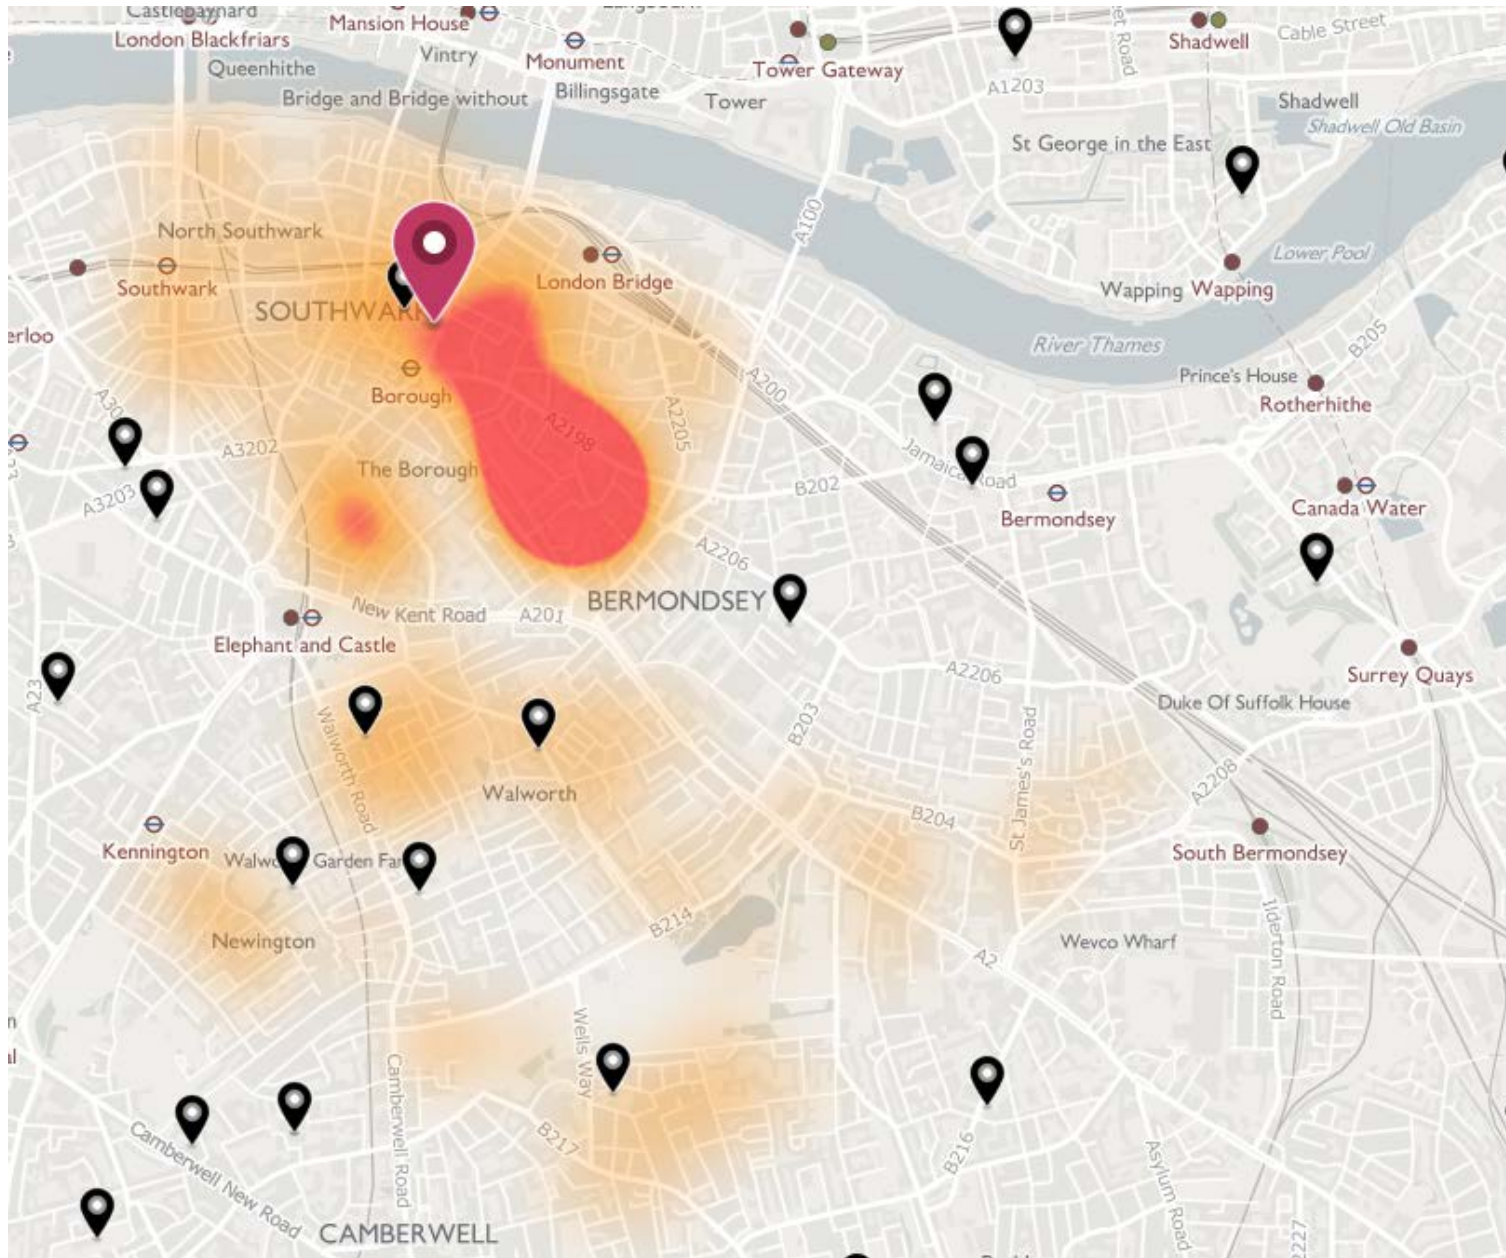 Castlebaynard
London Blackfriars
Mansion House
Queenhithe
Vintry
Monument
Bridge and Bridge without
Billingsgate
Tower Gateway
Tower
Shadwell
Cable Street
A1203
Shadwell
Shadwell Old Basin
St George in the East
A100
North Southwark
Southwark
SOUTHWARK
London Bridge
Lower Pool
Wapping
Wapping
River Thames
B205
erloo
Prince's House
Rotherhithe
Borough
A200
A2205
A2198
A30
A3202
The Borough
Jamaica Road
A3203
B202
Bermondsey
Canada Water
A2206
BERMONDSEY
New Kent Road
A201
Elephant and Castle
A23
A2206
Surrey Quays
Duke Of Suffolk House
B203
St James's Road
Walworth Road
Walworth
A2208
B204
Kennington
Garden Far
South Bermondsey
Ilderton Road
B214
Newington
Wevco Wharf
A2
Wells Way
Camberwell Road
B217
B216
Asylum Road
Camberwell New Road
CAMBERWELL